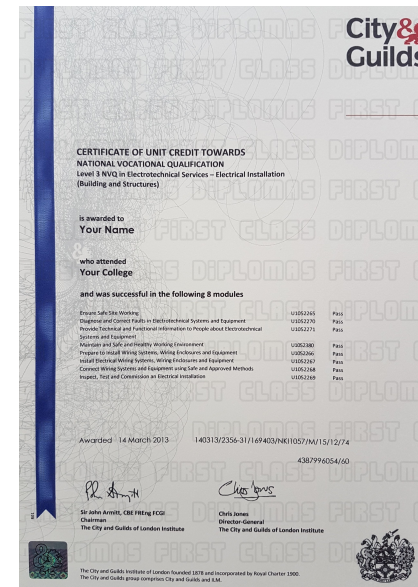 City&
Guilds
FIRST CLASS DIPLOMAS FIRST
CERTIFICATE OF UNIT CREDIT TOWARDS
NATIONAL VOCATIONAL QUALIFICATION
Level 3 NVQ in Electrotechnical Services – Electrical Installation
(Building and Structures)
is awarded to
Your Name
who attended
Your College
and was successful in the following 8 modules
Ensure Safe Site Working U1052265 Pass
Diagnose and Correct Faults in Electrotechnical Systems and Equipment U1052270 Pass
Provide Technical and Functional Information to People about Electrotechnical U1052271 Pass
Systems and Equipment
Maintain and Safe and Healthy Working Environment U1052380 Pass
Prepare to Install Wiring Systems, Wiring Enclosures and Equipment U1052266 Pass
Install Electrical Wiring Systems, Wiring Enclosures and Equipment U1052267 Pass
Connect Wiring Systems and Equipment using Safe and Approved Methods U1052268 Pass
Inspect, Test and Commission an Electrical Installation U1052269 Pass
Awarded 14 March 2013 140313/2356-31/169403/NKI1057/M/15/12/74
4387996054/60
Sir John Armitt, CBE FREng FCGI
Chairman
The City and Guilds of London Institute
Chris Jones
Director-General
The City and Guilds of London Institute
The City and Guilds Institute of London founded 1878 and Incorporated by Royal Charter 1900.
The City and Guilds group comprises City and Guilds and ILM.